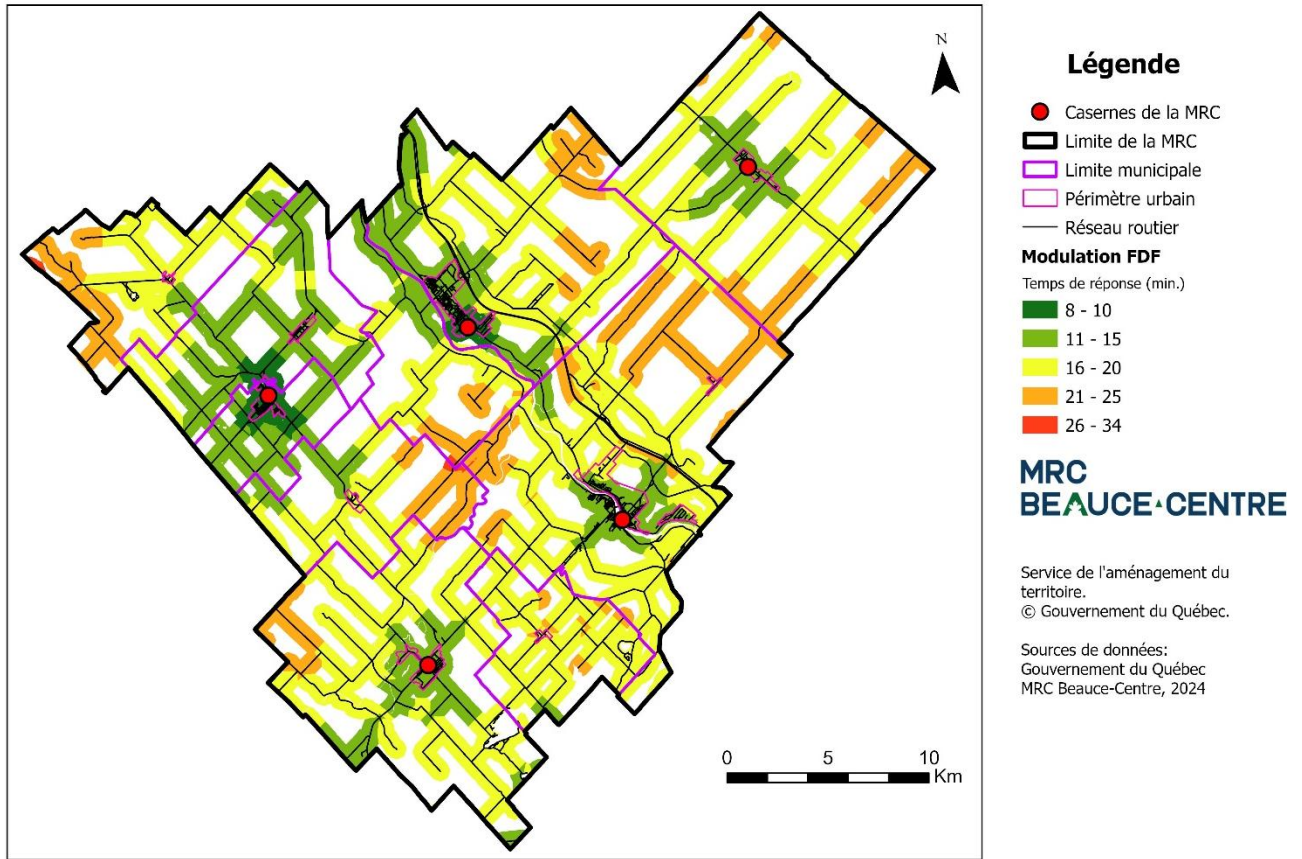 N
0
5
10
Km
Légende
Casernes de la MRC
Limite de la MRC
Limite municipale
Périmètre urbain
Réseau routier
Modulation FDF
Temps de réponse (min.)
8 - 10
11 - 15
16 - 20
21 - 25
26 - 34
MRC
BEAUCE▲CENTRE
Service de l'aménagement du
territoire.
© Gouvernement du Québec.
Sources de données:
Gouvernement du Québec
MRC Beauce-Centre, 2024